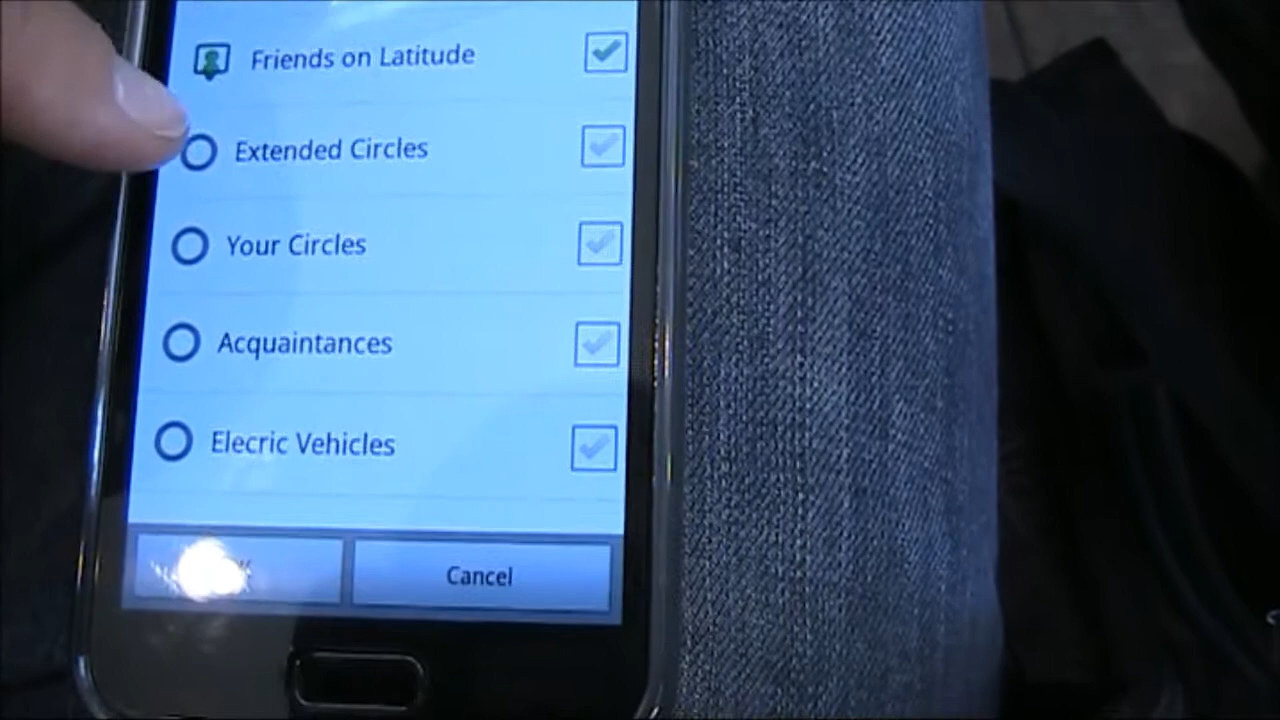 Friends on Latitude
Extended Circles
Your Circles
Acquaintances
Elecric Vehicles
Cancel